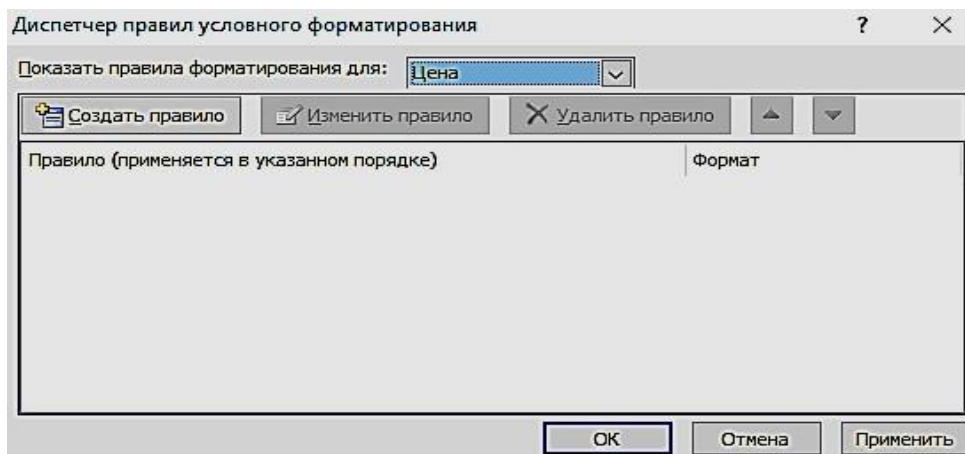 Диспетчер правил условного форматирования ?
Показать правила форматирования для: Цена
Создать правило Изменить правило Удалить правило
Правило (применяется в указанном порядке) Формат
ОК Отмена Применить